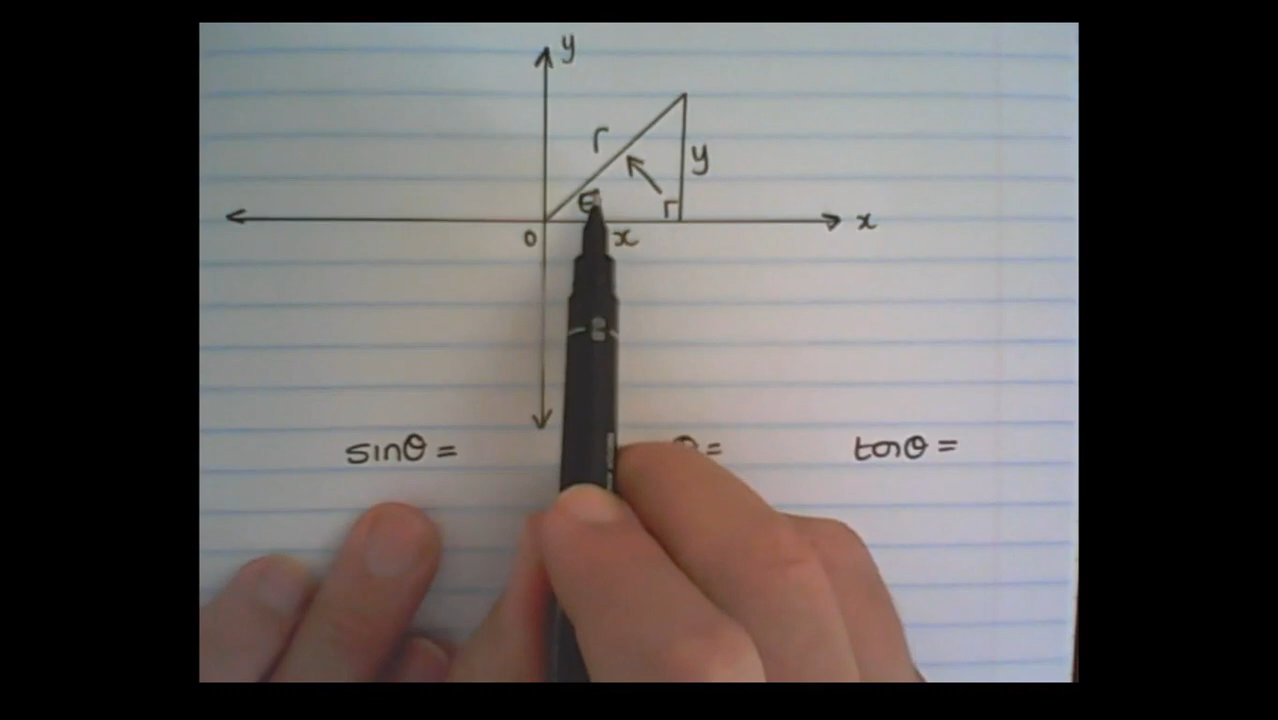 y
r
y
0
x
x
sinθ =
θ =
tanθ =